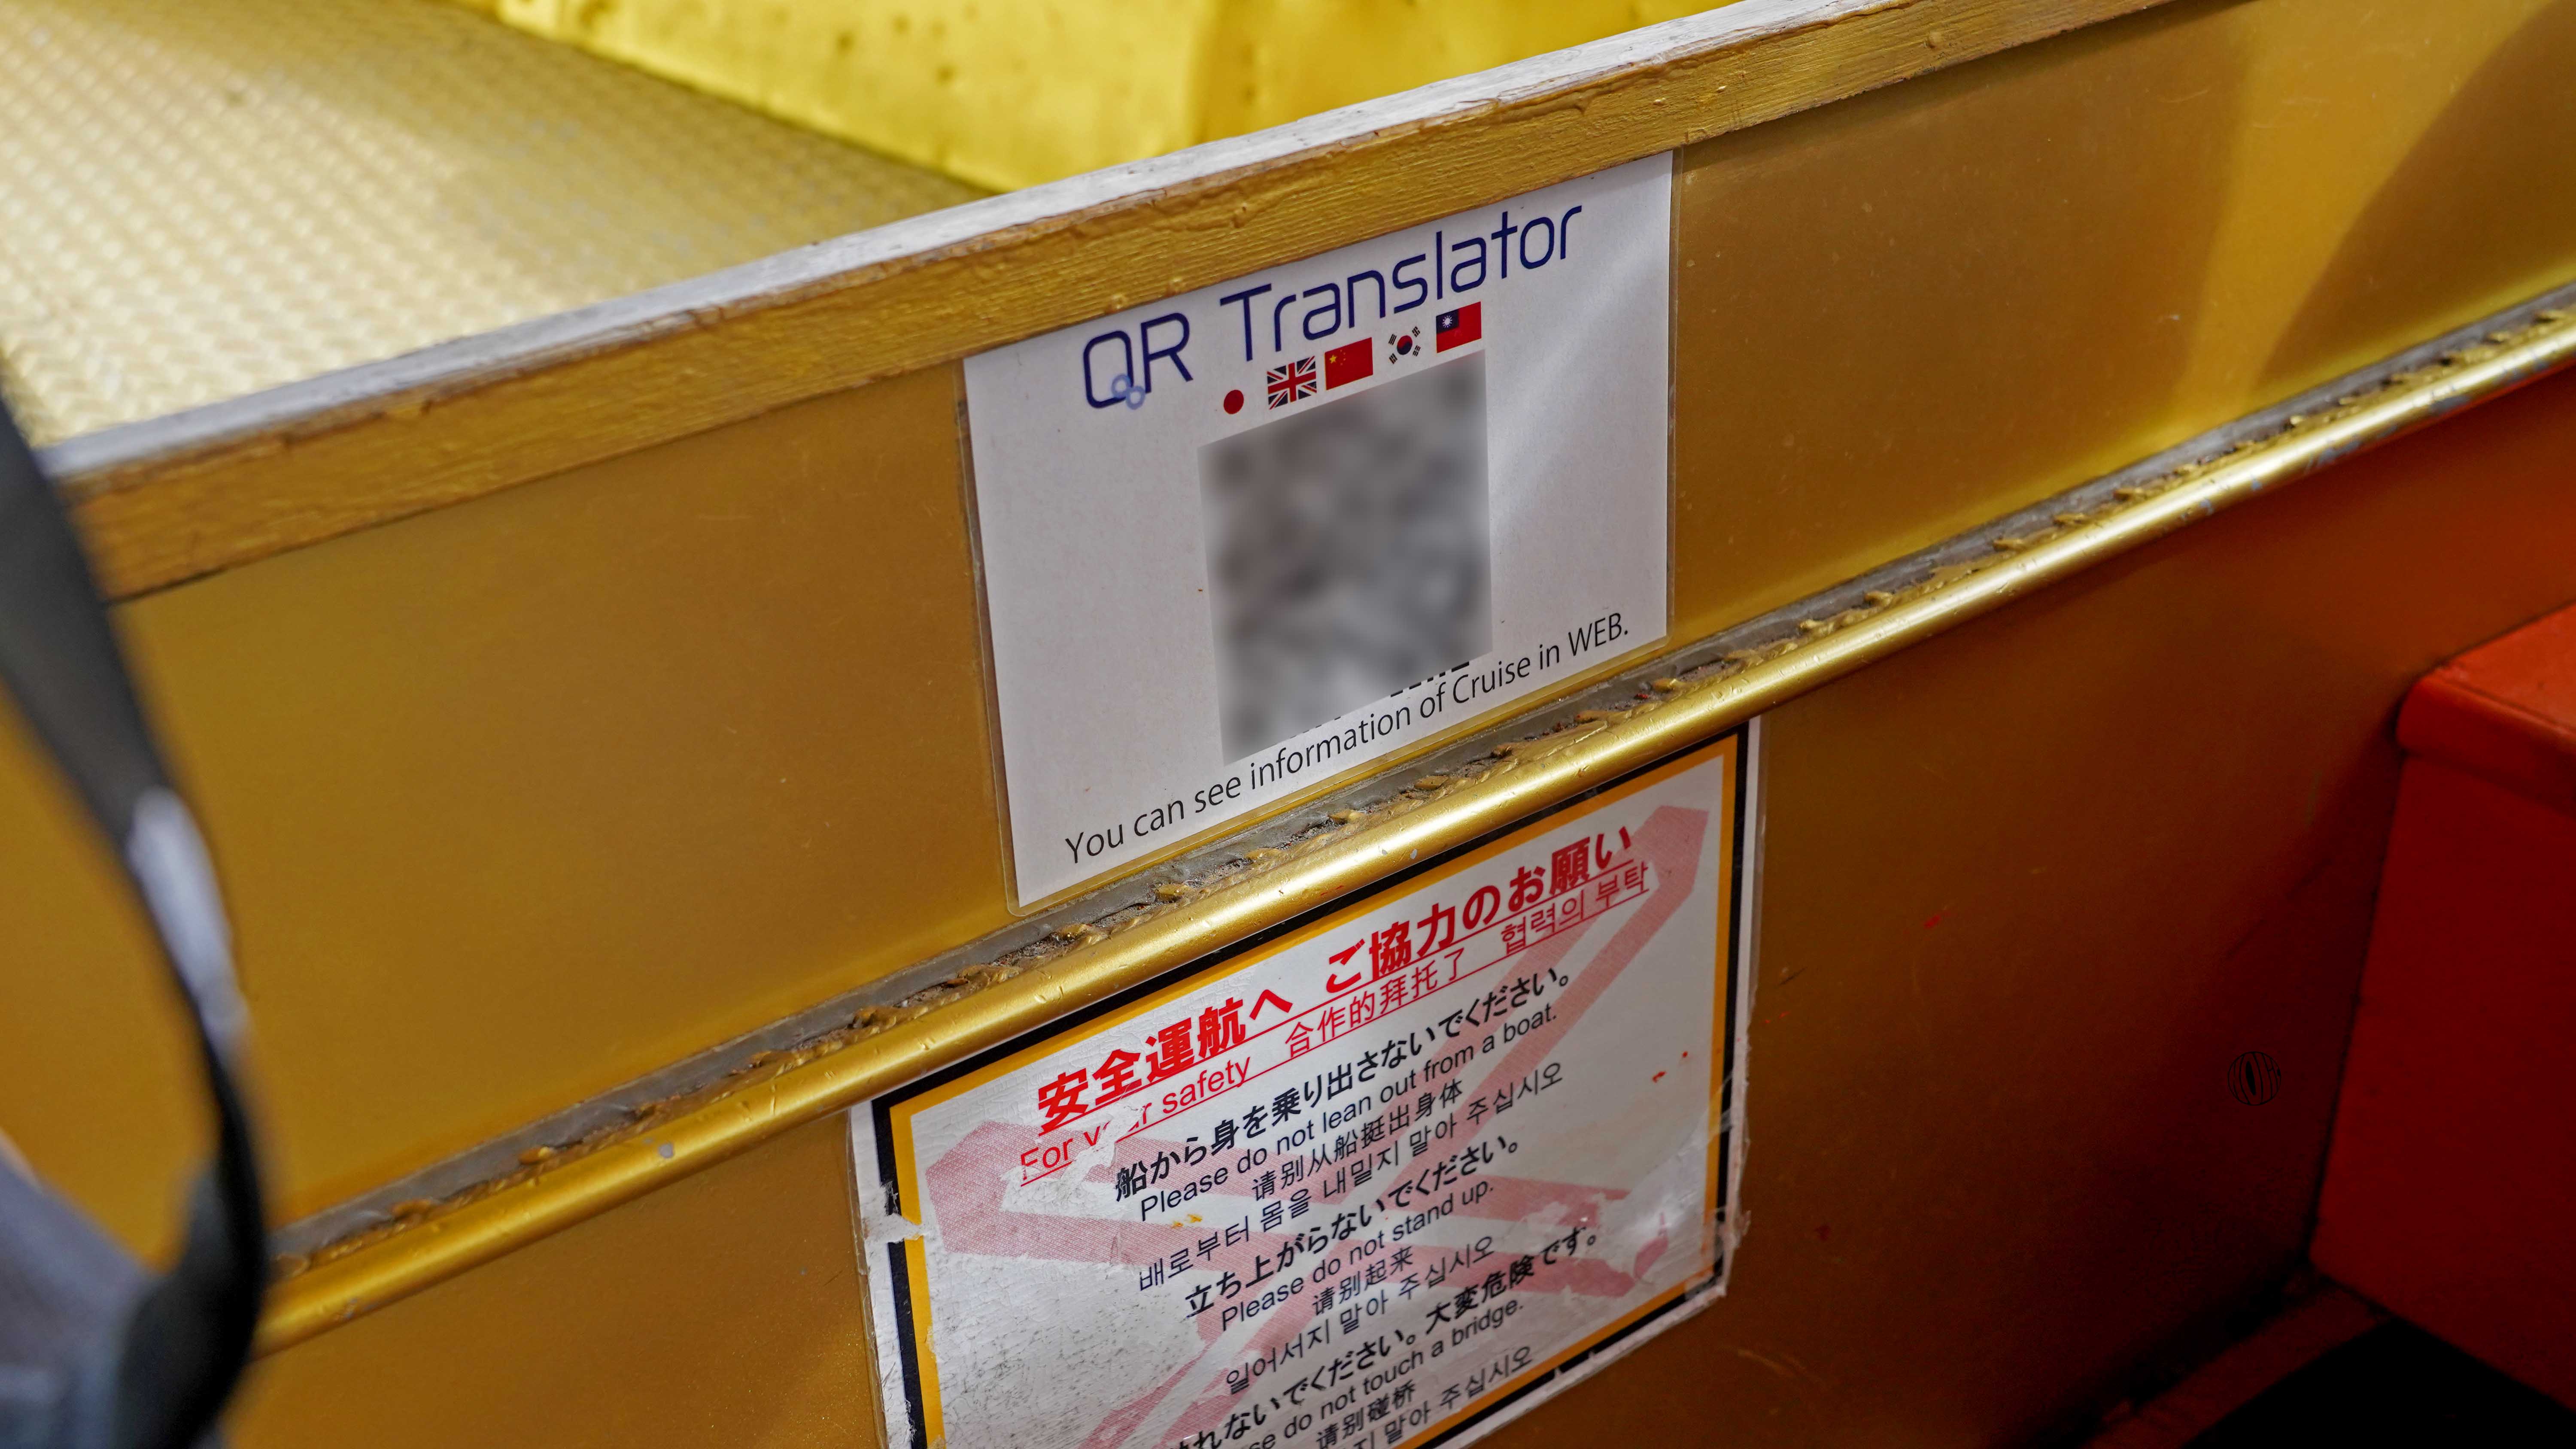 QR Translator
You can see information of Cruise in WEB.
安全運航へ ご協力のお願い
For safety 合作的拜托了 협력의 부탁
船から身を乗り出さないでください。
Please do not lean out from a boat.
请别从船挺出身体
배로부터 몸을 내밀지 말아 주십시오
立ち上がらないでください。
Please do not stand up.
请别起来
일어서지 말아 주십시오
れないでください。大変危険です。
do not touch a bridge.
请别碰桥
말아 주십시오